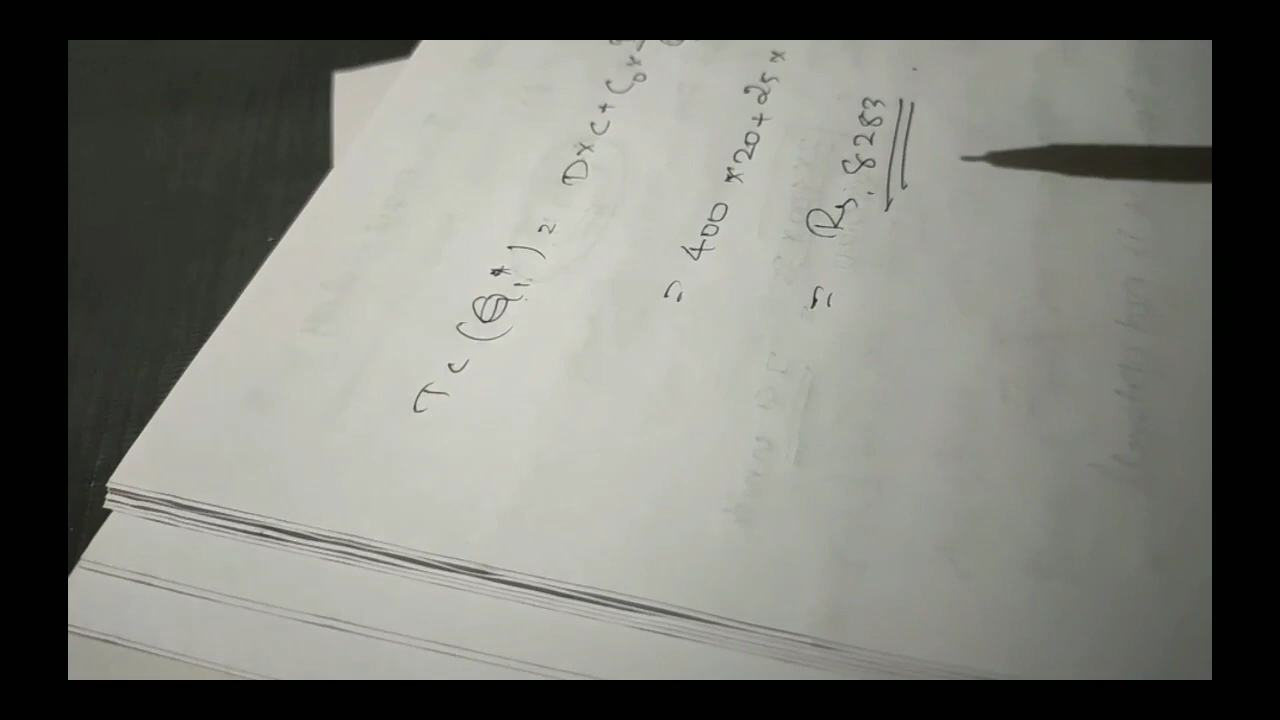 TC (Q₁*) = D×C + C₀×
= 400 × 20 + 25 ×
= Rs. 8283